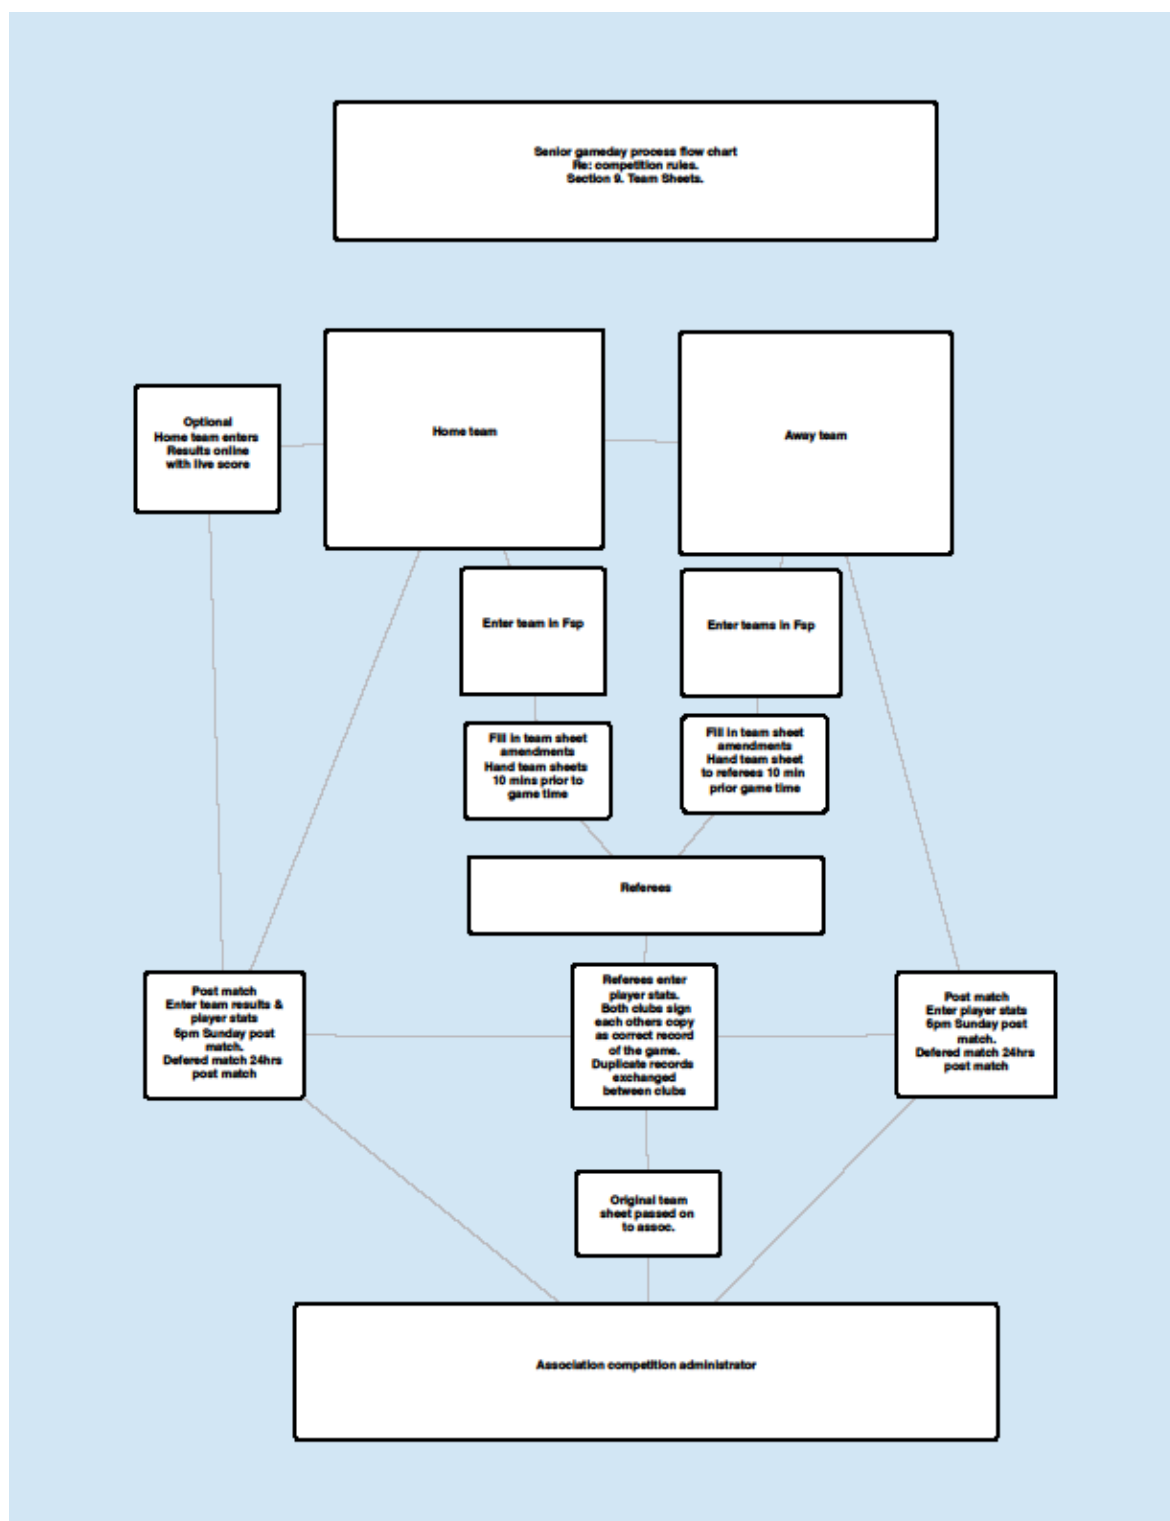 Senior gameday process flow chart
Re: competition rules.
Section 9. Team Sheets.
Optional
Home team enters
Results online
with live score
Home team
Away team
Enter team in Fsp
Enter teams in Fsp
Fill in team sheet
amendments
Hand team sheets
10 mins prior to
game time
Fill in team sheet
amendments
Hand team sheet
to referees 10 min
prior game time
Referees
Post match
Enter team results &
player stats
6pm Sunday post
match.
Defered match 24hrs
post match
Referees enter
player stats.
Both clubs sign
each others copy
as correct record
of the game.
Duplicate records
exchanged
between clubs
Post match
Enter player stats
6pm Sunday post
match.
Defered match 24hrs
post match
Original team
sheet passed on
to assoc.
Association competition administrator